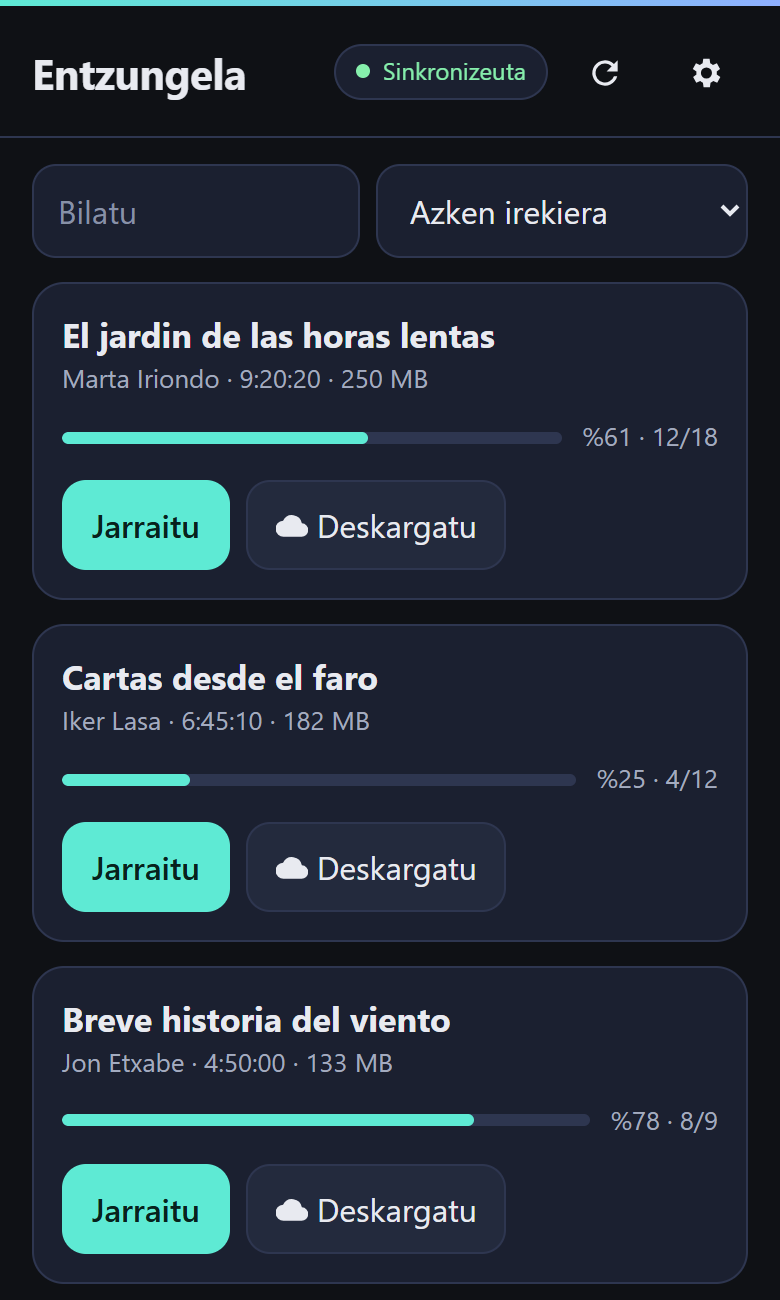 Entzungela
Sinkronizeuta
Bilatu
Azken irekiera
El jardin de las horas lentas
Marta Iriondo · 9:20:20 · 250 MB
%61 · 12/18
Jarraitu
Deskargatu
Cartas desde el faro
Iker Lasa · 6:45:10 · 182 MB
%25 · 4/12
Jarraitu
Deskargatu
Breve historia del viento
Jon Etxabe · 4:50:00 · 133 MB
%78 · 8/9
Jarraitu
Deskargatu